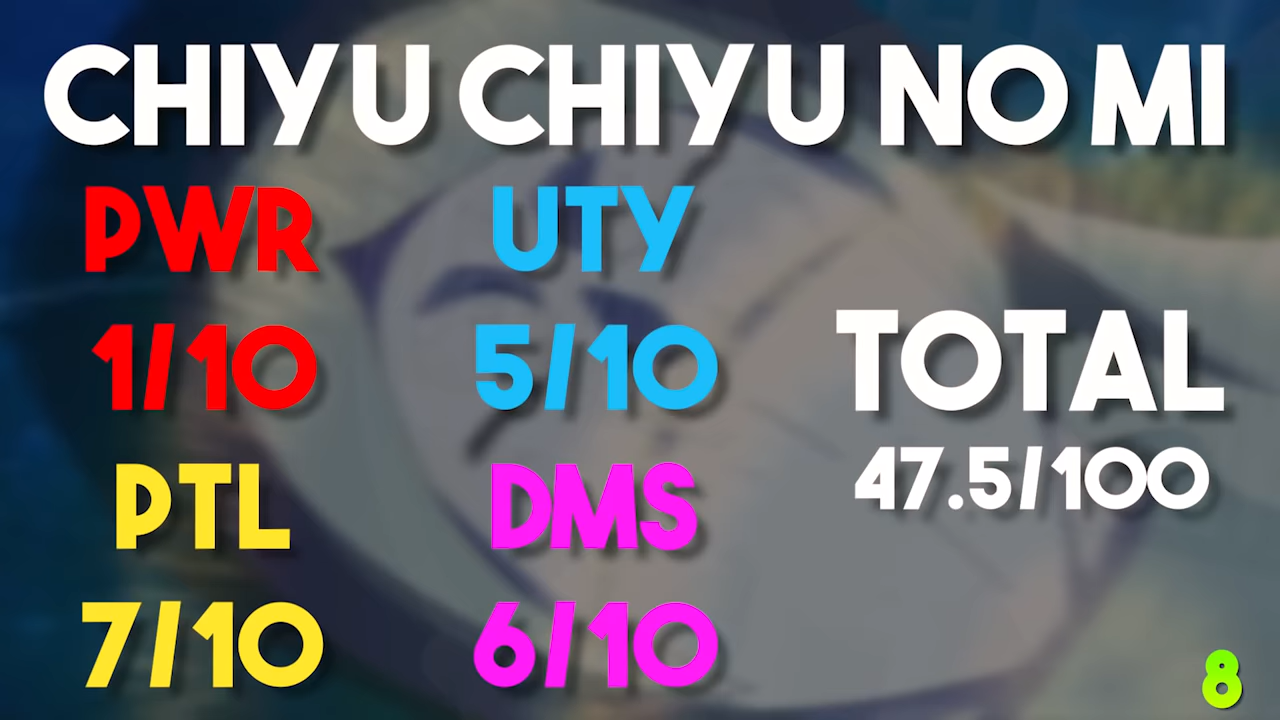 CHIYU CHIYU NO MI
PWR
1/10
UTY
5/10
PTL
7/10
DMS
6/10
TOTAL
47.5/100
8